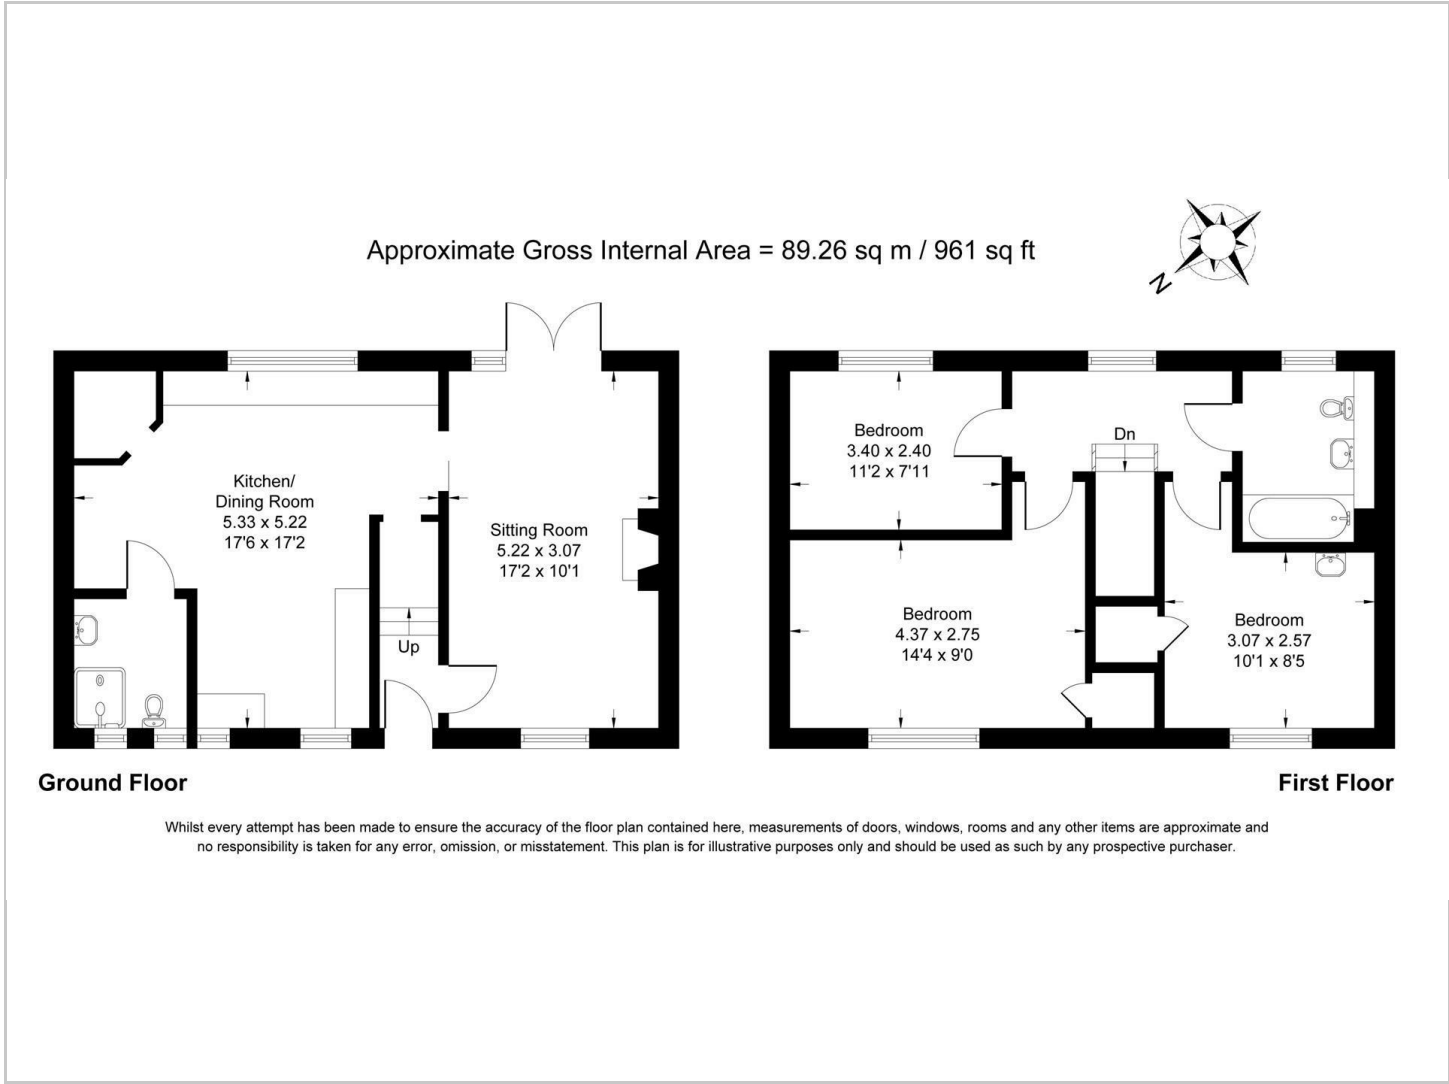 Approximate Gross Internal Area = 89.26 sq m / 961 sq ft
N
Kitchen/
Dining Room
5.33 x 5.22
17'6 x 17'2
Sitting Room
5.22 x 3.07
17'2 x 10'1
Up
Ground Floor
Bedroom
3.40 x 2.40
11'2 x 7'11
Dn
Bedroom
4.37 x 2.75
14'4 x 9'0
Bedroom
3.07 x 2.57
10'1 x 8'5
First Floor
Whilst every attempt has been made to ensure the accuracy of the floor plan contained here, measurements of doors, windows, rooms and any other items are approximate and
no responsibility is taken for any error, omission, or misstatement. This plan is for illustrative purposes only and should be used as such by any prospective purchaser.